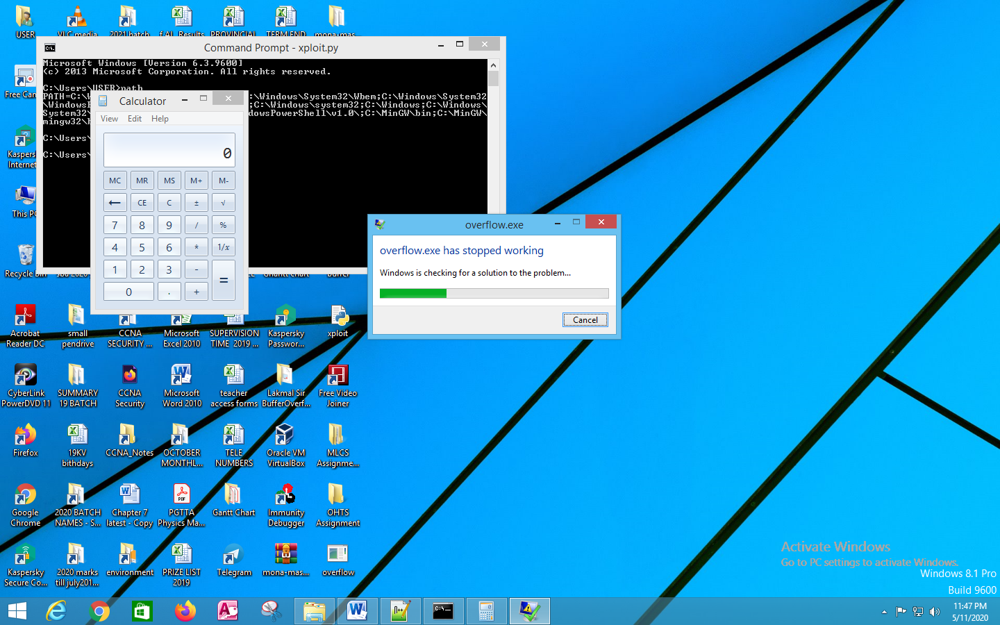 USER
VLC media
2021 batch
f AL Results
PROVINCIAL
TERM END
mona-mas...
Command Prompt - xploit.py
Microsoft Windows [Version 6.3.9600]
(c) 2013 Microsoft Corporation. All rights reserved.
C:\Users\USER>path
PATH=C:\
:\Windows\System32\Wbem;C:\Windows\System32
\Windows
;C:\Windows\system32;C:\Windows;C:\Windows\
System32\
dowsPowerShell\v1.0\;C:\MinGW\bin;C:\MinGW\
mingw32\b
C:\Users\
C:\Users\
Calculator
View Edit Help
0
MC MR MS M+ M-
← CE C ± √
7 8 9 / %
4 5 6 * 1/x
1 2 3 - =
0 . +
overflow.exe
overflow.exe has stopped working
Windows is checking for a solution to the problem...
Cancel
Free Cam
Kaspersky
Internet
This PC
Recycle Bin
sba 2020
Ghantt chart
buffer
Acrobat
Reader DC
small
pendrive
CCNA
SECURITY ...
Microsoft
Excel 2010
SUPERVISION
TIME 2019 ...
Kaspersky
Passwor...
xploit
CyberLink
PowerDVD 11
SUMMARY
19 BATCH
CCNA
Security
Microsoft
Word 2010
teacher
access forms
Lakmal Sir
BufferOverf...
Free Video
Joiner
Firefox
19KV
bithdays
CCNA_Notes
OCTOBER
MONTHL...
TELE
NUMBERS
Oracle VM
VirtualBox
MLCS
Assignme...
Google
Chrome
2020 BATCH
NAMES - S...
Chapter 7
latest - Copy
PGTTA
Physics Ma...
Gantt Chart
Immunity
Debugger
OHTS
Assignment
Kaspersky
Secure Co...
2020 marks
till july201...
environment
PRIZE LIST
2019
Telegram
mona-mas...
overflow
Activate Windows
Go to PC settings to activate Windows.
Windows 8.1 Pro
Build 9600
11:47 PM
5/11/2020